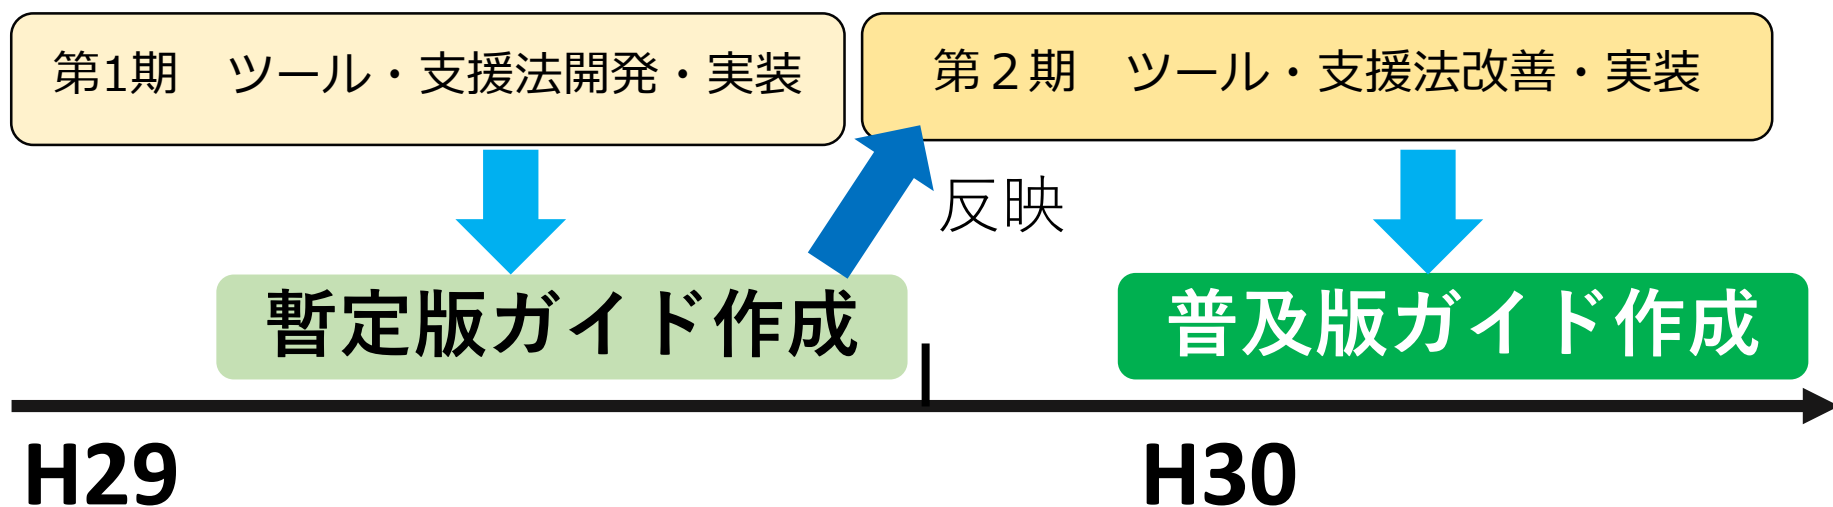 第1期　ツール・支援法開発・実装
第２期　ツール・支援法改善・実装
反映
暫定版ガイド作成
普及版ガイド作成
H29
H30